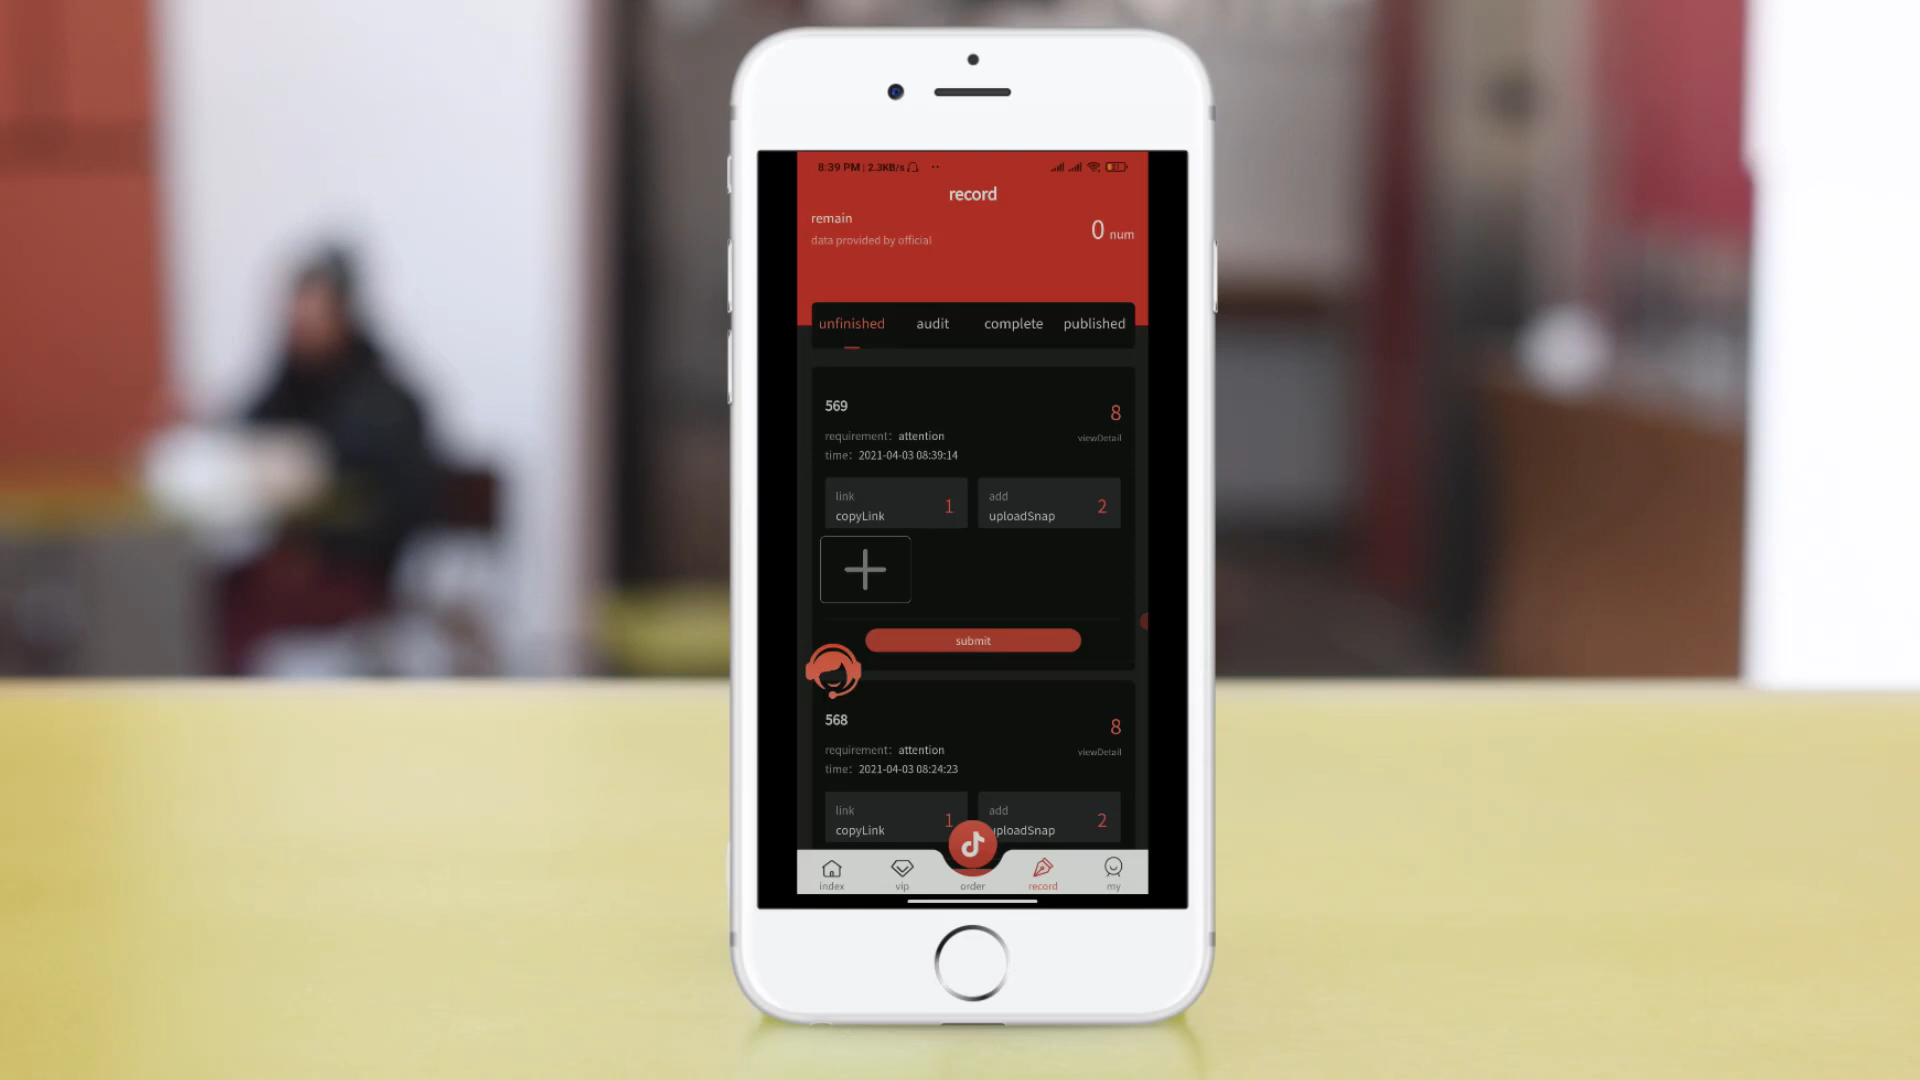 8:39 PM | 2.3KB/s
record
remain
data provided by official
0 num
unfinished audit complete published
569
8
requirement: attention
viewDetail
time: 2021-04-03 08:39:14
link
copyLink
1
add
uploadSnap
2
submit
568
8
requirement: attention
viewDetail
time: 2021-04-03 08:24:23
link
copyLink
1
add
uploadSnap
2
index vip order record my